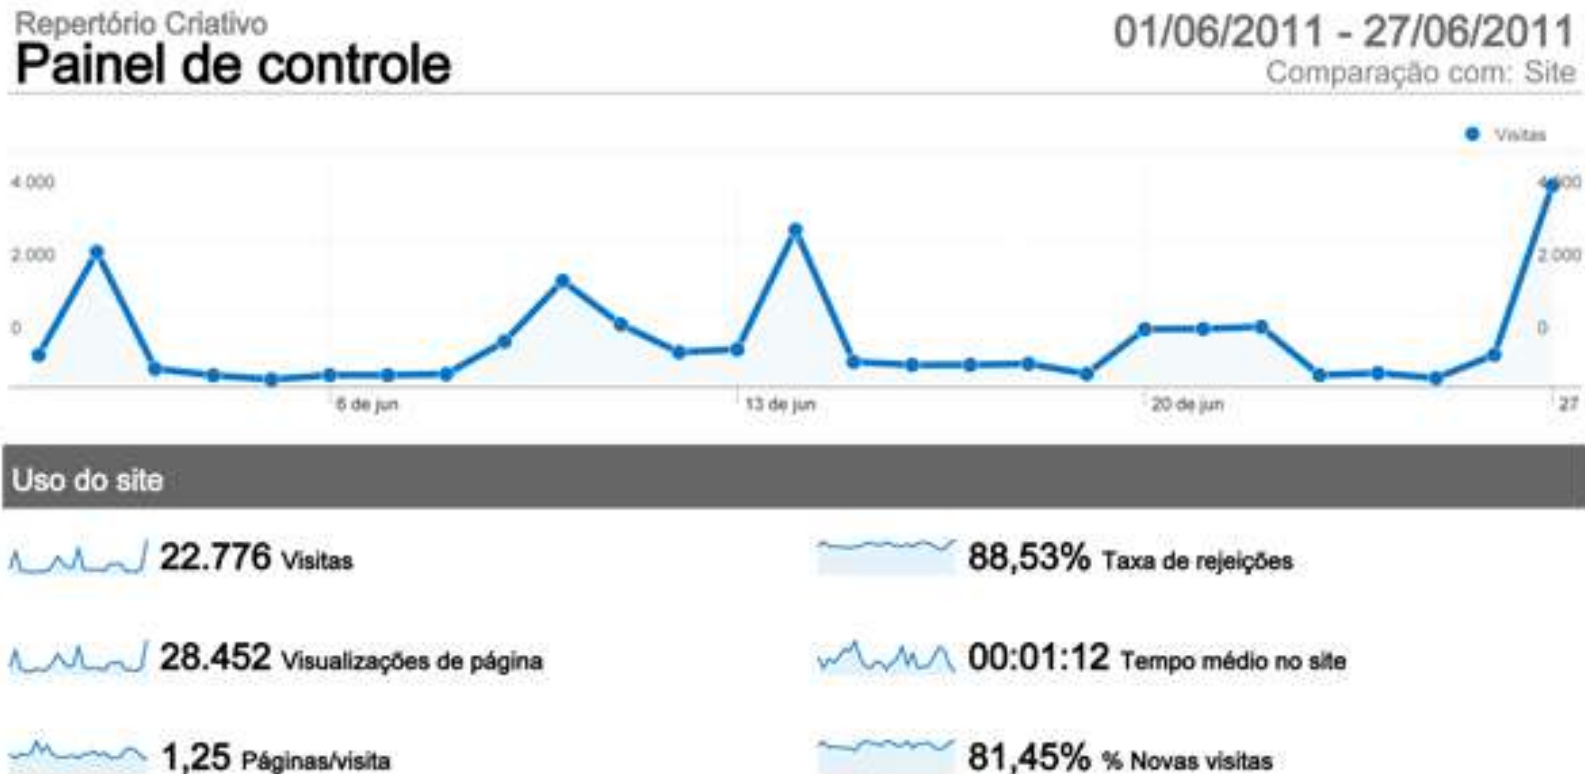 Repertório Criativo
Painel de controle
01/06/2011 - 27/06/2011
Comparação com: Site
Visitas
4.000 4.000
2.000 2.000
0 0
6 de jun 13 de jun 20 de jun 27
Uso do site
22.776 Visitas
88,53% Taxa de rejeições
28.452 Visualizações de página
00:01:12 Tempo médio no site
1,25 Páginas/visita
81,45% % Novas visitas